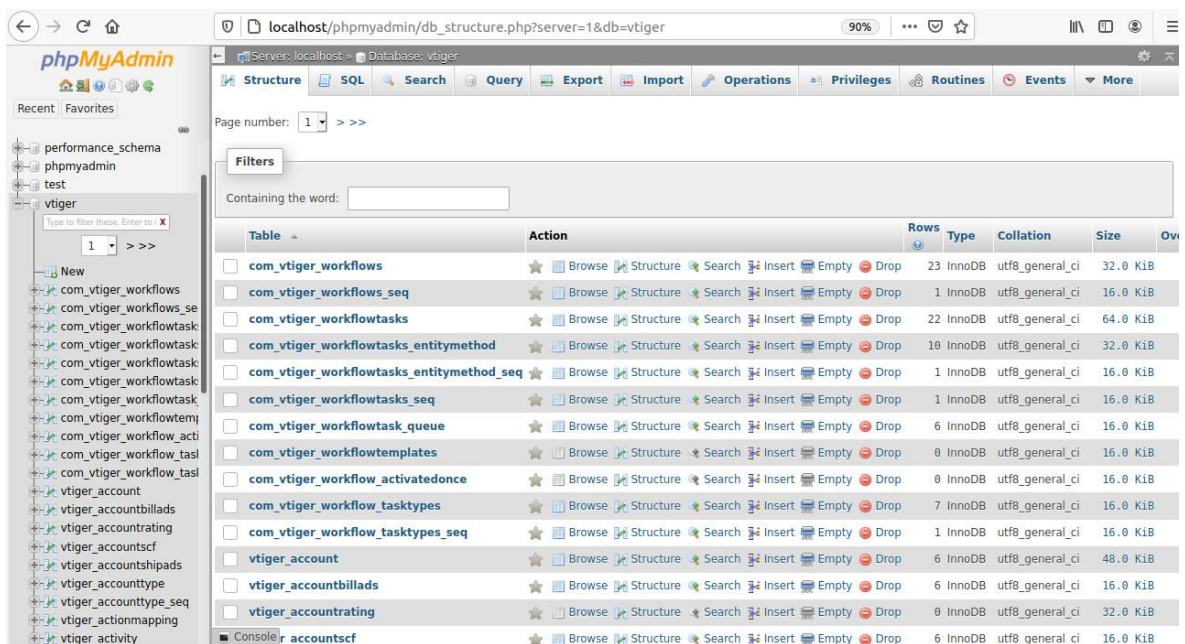 localhost/phpmyadmin/db_structure.php?server=1&db=vtiger 90%
phpMyAdmin
Recent Favorites
performance_schema
phpmyadmin
test
vtiger
Type to filter these, Enter to X
1 > >>
New
com_vtiger_workflows
com_vtiger_workflows_se
com_vtiger_workflowtask
com_vtiger_workflowtask
com_vtiger_workflowtask
com_vtiger_workflowtask
com_vtiger_workflowtask
com_vtiger_workflowtemp
com_vtiger_workflow_acti
com_vtiger_workflow_tas
com_vtiger_workflow_tas
vtiger_account
vtiger_accountbillads
vtiger_accountrating
vtiger_accountscf
vtiger_accountshipads
vtiger_accounttype
vtiger_accounttype_seq
vtiger_actionmapping
vtiger_activity
Server: localhost » Database: vtiger
Structure SQL Search Query Export Import Operations Privileges Routines Events More
Page number: 1 > >>
Filters
Containing the word:
Table Action Rows Type Collation Size Ov
com_vtiger_workflows Browse Structure Search Insert Empty Drop 23 InnoDB utf8_general_ci 32.0 KiB
com_vtiger_workflows_seq Browse Structure Search Insert Empty Drop 1 InnoDB utf8_general_ci 16.0 KiB
com_vtiger_workflowtasks Browse Structure Search Insert Empty Drop 22 InnoDB utf8_general_ci 64.0 KiB
com_vtiger_workflowtasks_entitymethod Browse Structure Search Insert Empty Drop 10 InnoDB utf8_general_ci 32.0 KiB
com_vtiger_workflowtasks_entitymethod_seq Browse Structure Search Insert Empty Drop 1 InnoDB utf8_general_ci 16.0 KiB
com_vtiger_workflowtasks_seq Browse Structure Search Insert Empty Drop 1 InnoDB utf8_general_ci 16.0 KiB
com_vtiger_workflowtask_queue Browse Structure Search Insert Empty Drop 6 InnoDB utf8_general_ci 16.0 KiB
com_vtiger_workflowtemplates Browse Structure Search Insert Empty Drop 0 InnoDB utf8_general_ci 16.0 KiB
com_vtiger_workflow_activatedonce Browse Structure Search Insert Empty Drop 0 InnoDB utf8_general_ci 16.0 KiB
com_vtiger_workflow_tasktypes Browse Structure Search Insert Empty Drop 7 InnoDB utf8_general_ci 16.0 KiB
com_vtiger_workflow_tasktypes_seq Browse Structure Search Insert Empty Drop 1 InnoDB utf8_general_ci 16.0 KiB
vtiger_account Browse Structure Search Insert Empty Drop 6 InnoDB utf8_general_ci 48.0 KiB
vtiger_accountbillads Browse Structure Search Insert Empty Drop 6 InnoDB utf8_general_ci 16.0 KiB
vtiger_accountrating Browse Structure Search Insert Empty Drop 0 InnoDB utf8_general_ci 32.0 KiB
Console r_accountscf Browse Structure Search Insert Empty Drop 6 InnoDB utf8_general_ci 16.0 KiB